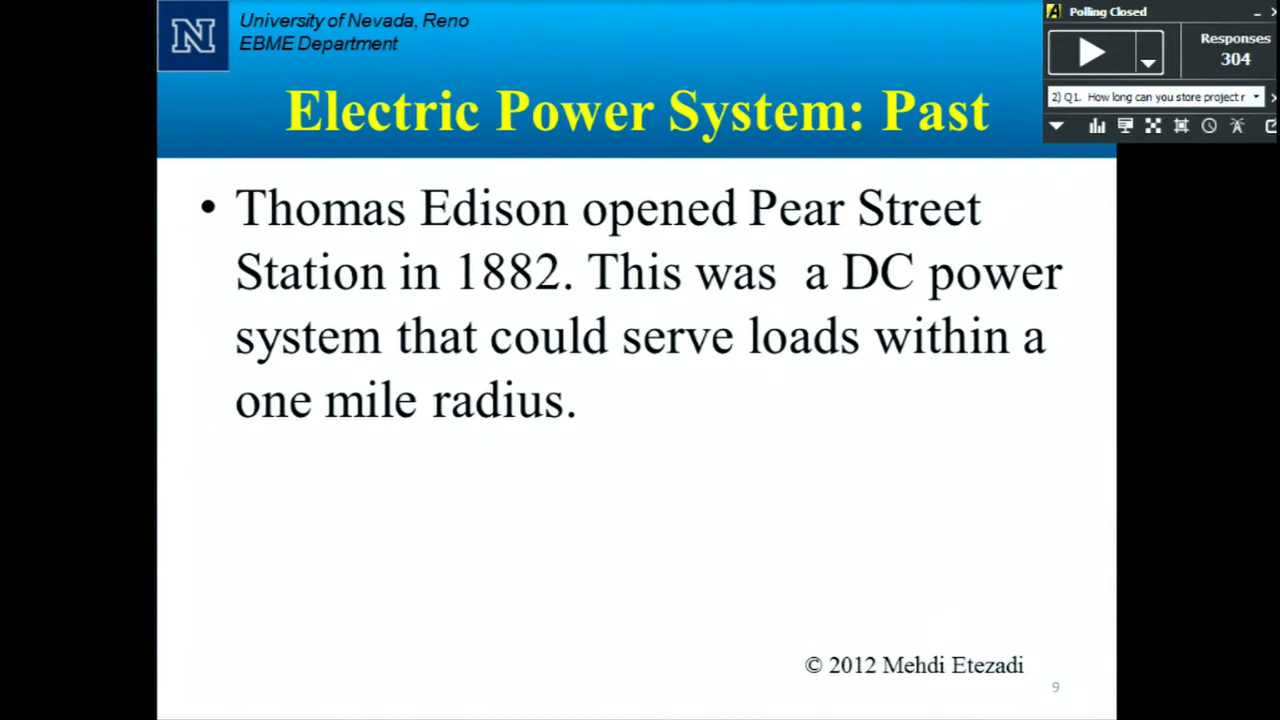 University of Nevada, Reno
EBME Department
Electric Power System: Past
• Thomas Edison opened Pear Street
Station in 1882. This was  a DC power
system that could serve loads within a
one mile radius.
© 2012 Mehdi Etezadi
9
Polling Closed
Responses
304
2) Q1. How long can you store project r
N